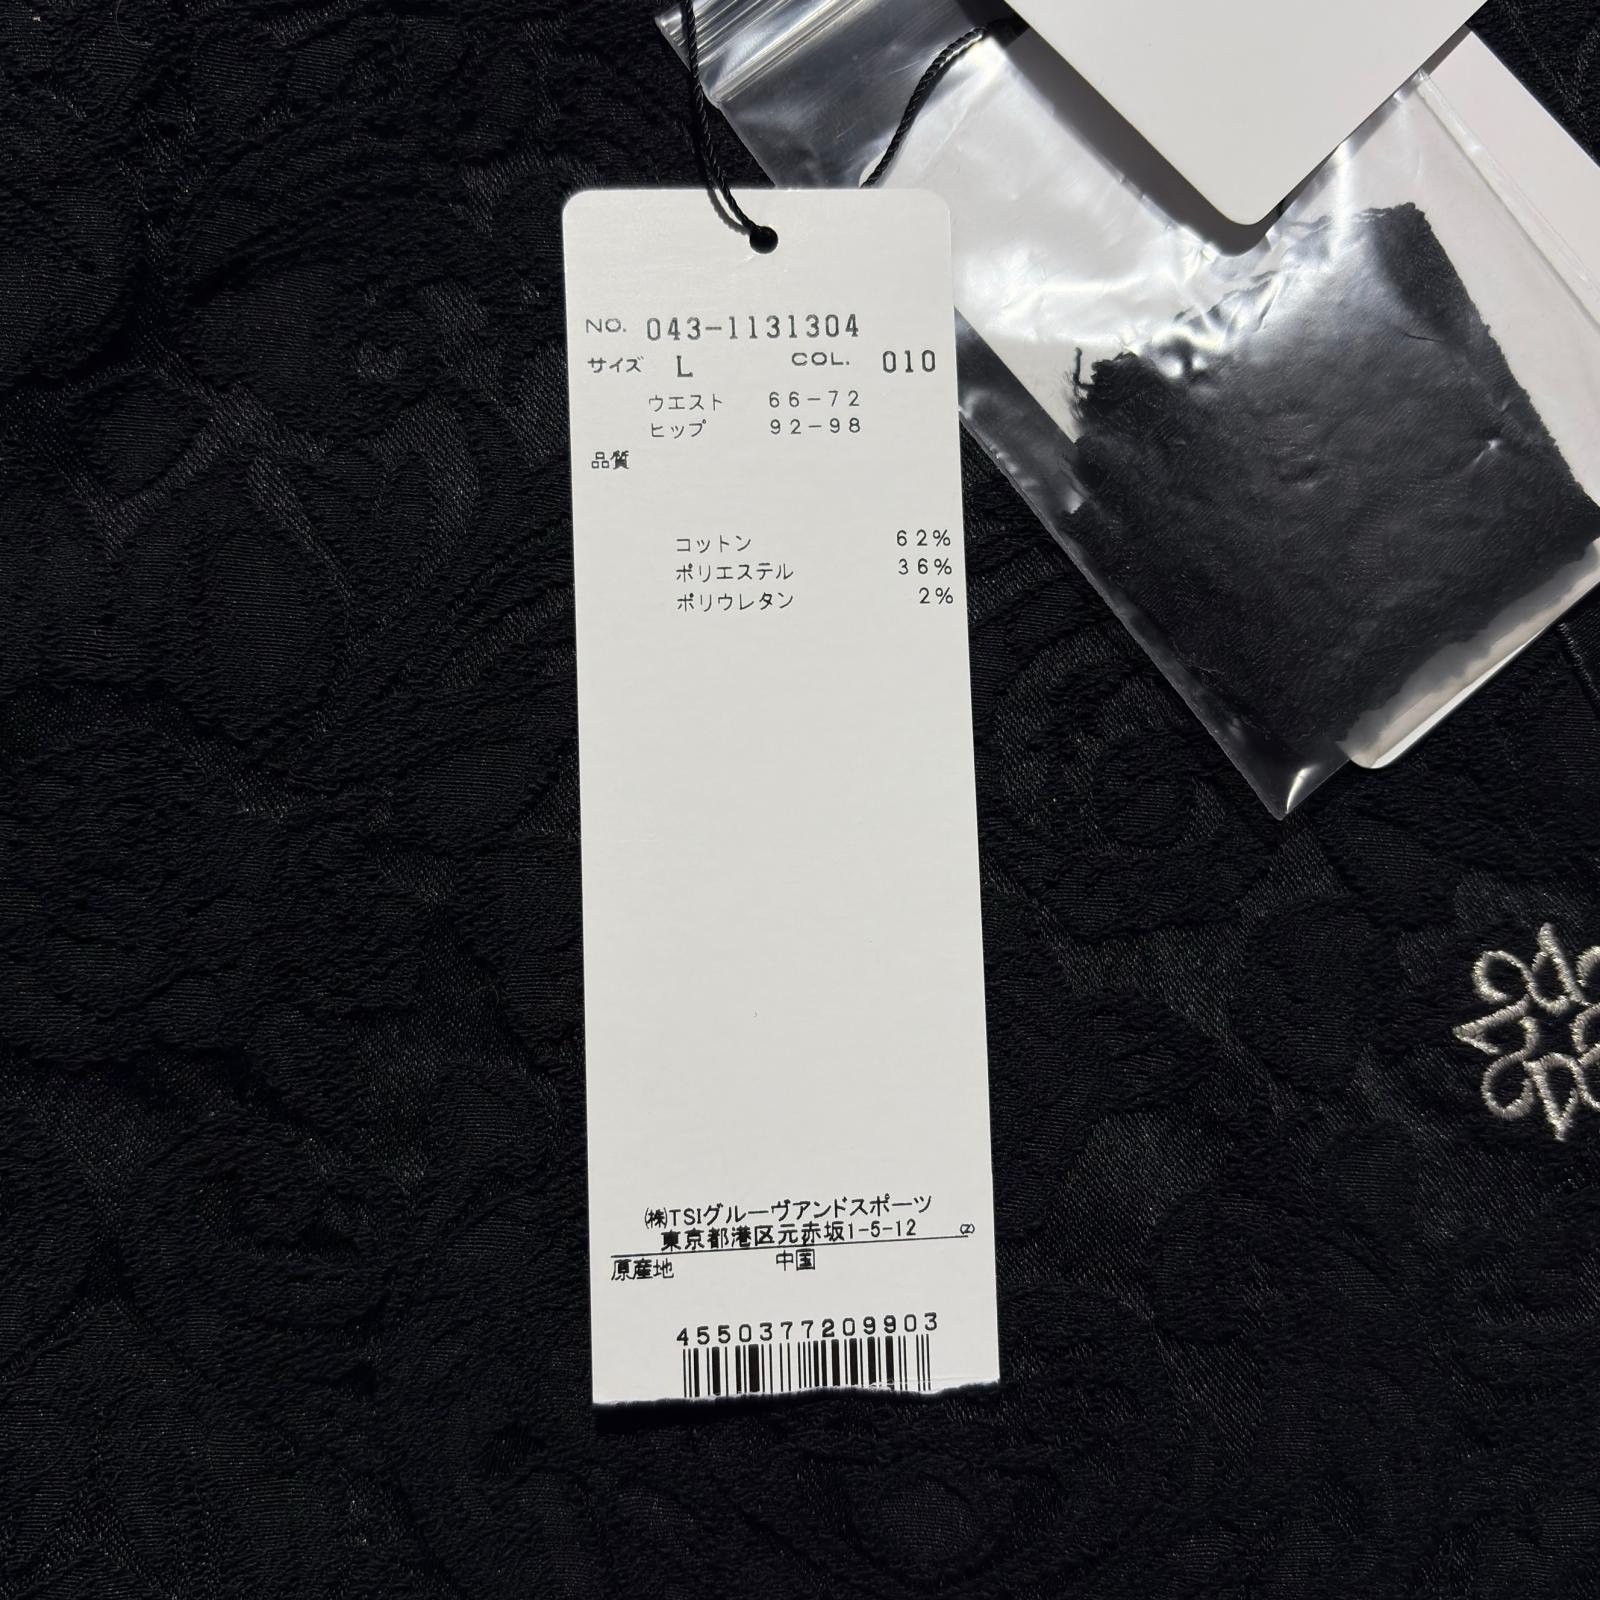 NO. 043-1131304
サイズ L COL. 010
ウエスト 66-72
ヒップ 92-98
品質
コットン 62%
ポリエステル 36%
ポリウレタン 2%
㈱TSIグルーヴアンドスポーツ
東京都港区元赤坂1-5-12 (Z)
原産地 中国
4550377209903